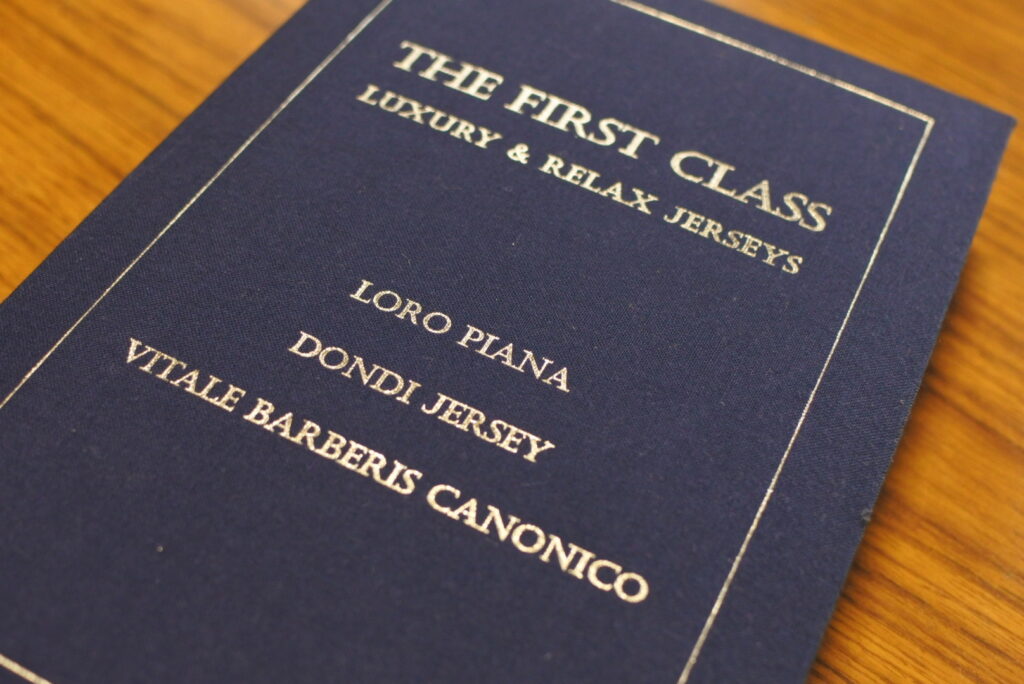 THE FIRST CLASS
LUXURY & RELAX JERSEYS
LORO PIANA
DONDI JERSEY
VITALE BARBERIS CANONICO